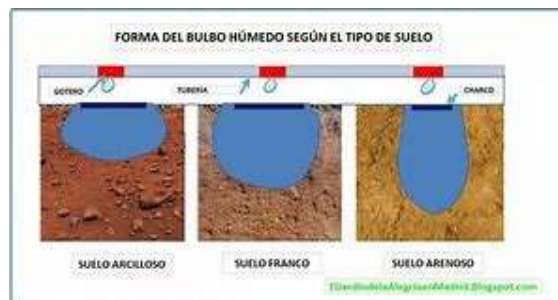 FORMA DEL BULBO HÚMEDO SEGÚN EL TIPO DE SUELO
GOTERO
TUBERÍA
CHARCO
SUELO ARCILLOSO
SUELO FRANCO
SUELO ARENOSO
ElJardindelaAlegriaenMadrid.Blogspot.com